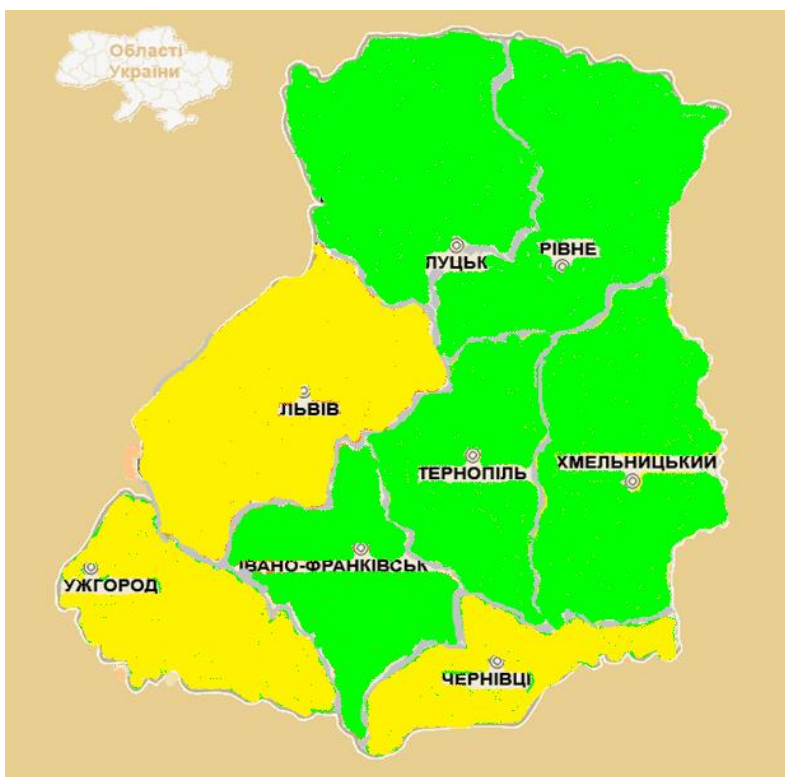 Області
України
ЛУЦЬК
РІВНЕ
ЛЬВІВ
ТЕРНОПІЛЬ
ХМЕЛЬНИЦЬКИЙ
ІВАНО-ФРАНКІВСЬК
УЖГОРОД
ЧЕРНІВЦІ